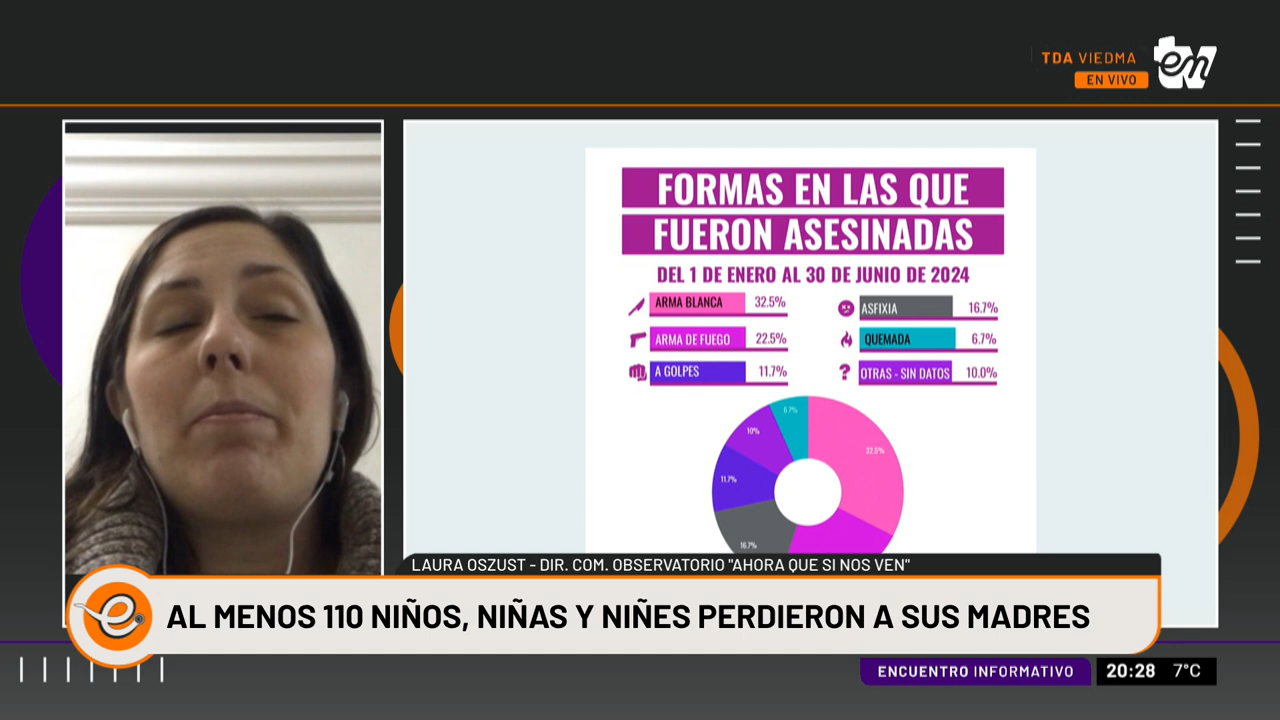 TDA VIEDMA
EN VIVO
tv em
FORMAS EN LAS QUE
FUERON ASESINADAS
DEL 1 DE ENERO AL 30 DE JUNIO DE 2024
ARMA BLANCA 32.5%
ASFIXIA 16.7%
ARMA DE FUEGO 22.5%
QUEMADA 6.7%
A GOLPES 11.7%
? OTRAS - SIN DATOS 10.0%
6.7%
10%
32.5%
11.7%
16.7%
LAURA OSZUST - DIR. COM. OBSERVATORIO "AHORA QUE SI NOS VEN"
e
AL MENOS 110 NIÑOS, NIÑAS Y NIÑES PERDIERON A SUS MADRES
ENCUENTRO INFORMATIVO
20:28 7°C